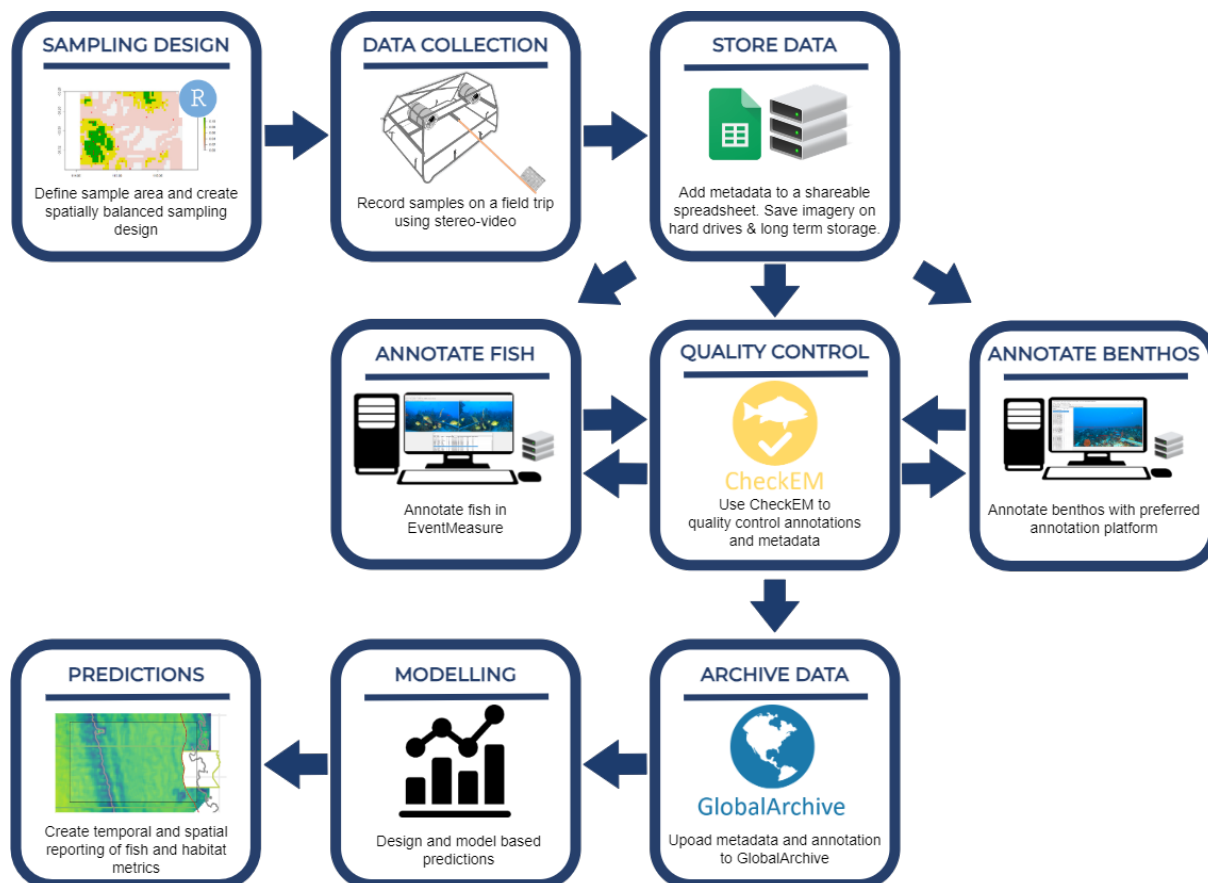 SAMPLING DESIGN
R
Define sample area and create
spatially balanced sampling
design
DATA COLLECTION
Record samples on a field trip
using stereo-video
STORE DATA
Add metadata to a shareable
spreadsheet. Save imagery on
hard drives & long term storage.
ANNOTATE FISH
Annotate fish in
EventMeasure
QUALITY CONTROL
CheckEM
Use CheckEM to
quality control annotations
and metadata
ANNOTATE BENTHOS
Annotate benthos with preferred
annotation platform
PREDICTIONS
Create temporal and spatial
reporting of fish and habitat
metrics
MODELLING
Design and model based
predictions
ARCHIVE DATA
GlobalArchive
Upoad metadata and annotation
to GlobalArchive